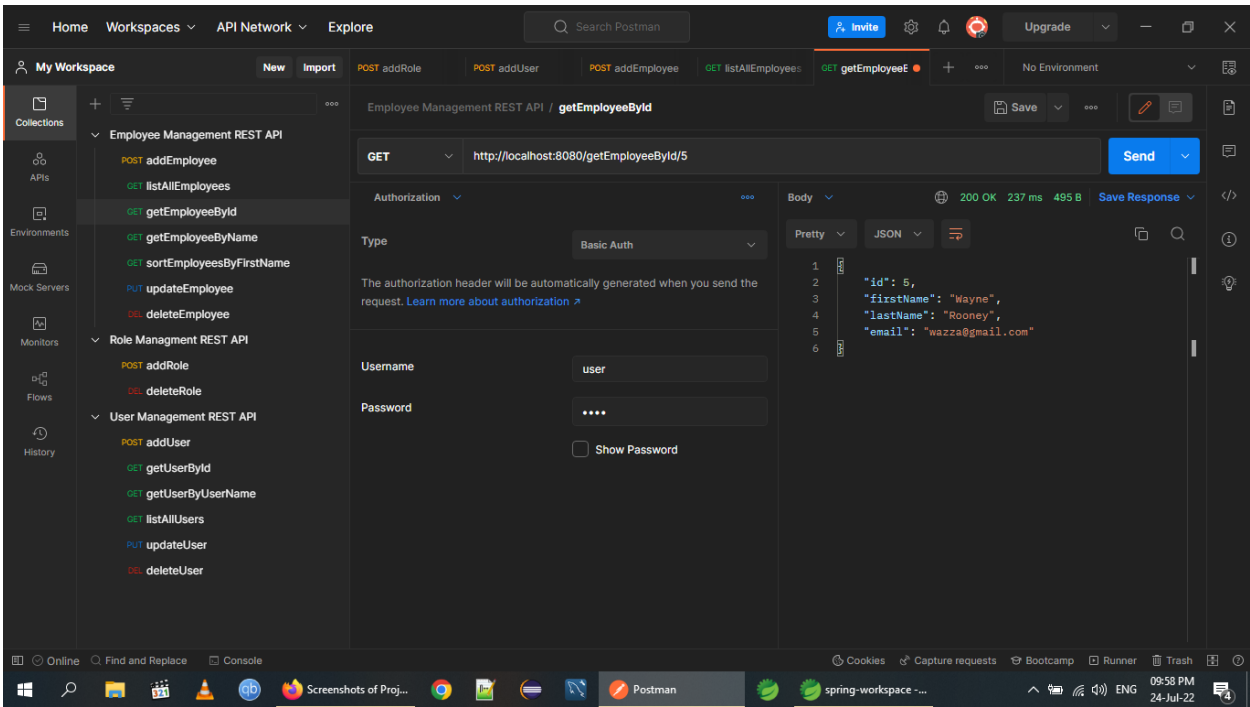 Home Workspaces API Network Explore Search Postman Invite Upgrade
My Workspace New Import POST addRole POST addUser POST addEmployee GET listAllEmployees GET getEmployeeE No Environment
Collections
APIs
Environments
Mock Servers
Monitors
Flows
History
Employee Management REST API
POST addEmployee
GET listAllEmployees
GET getEmployeeById
GET getEmployeeByName
GET sortEmployeesByFirstName
PUT updateEmployee
DEL deleteEmployee
Role Managment REST API
POST addRole
DEL deleteRole
User Management REST API
POST addUser
GET getUserById
GET getUserByUserName
GET listAllUsers
PUT updateUser
DEL deleteUser
Employee Management REST API / getEmployeeById Save
GET http://localhost:8080/getEmployeeById/5 Send
Authorization
Type Basic Auth
The authorization header will be automatically generated when you send the
request. Learn more about authorization ↗
Username user
Password ••••
Show Password
Body 200 OK 237 ms 495 B Save Response
Pretty JSON
1 {
2 "id": 5,
3 "firstName": "Wayne",
4 "lastName": "Rooney",
5 "email": "wazza@gmail.com"
6 }
Online Find and Replace Console Cookies Capture requests Bootcamp Runner Trash
321 qb Screenshots of Proj... Postman spring-workspace -... ENG 09:58 PM
24-Jul-22 4